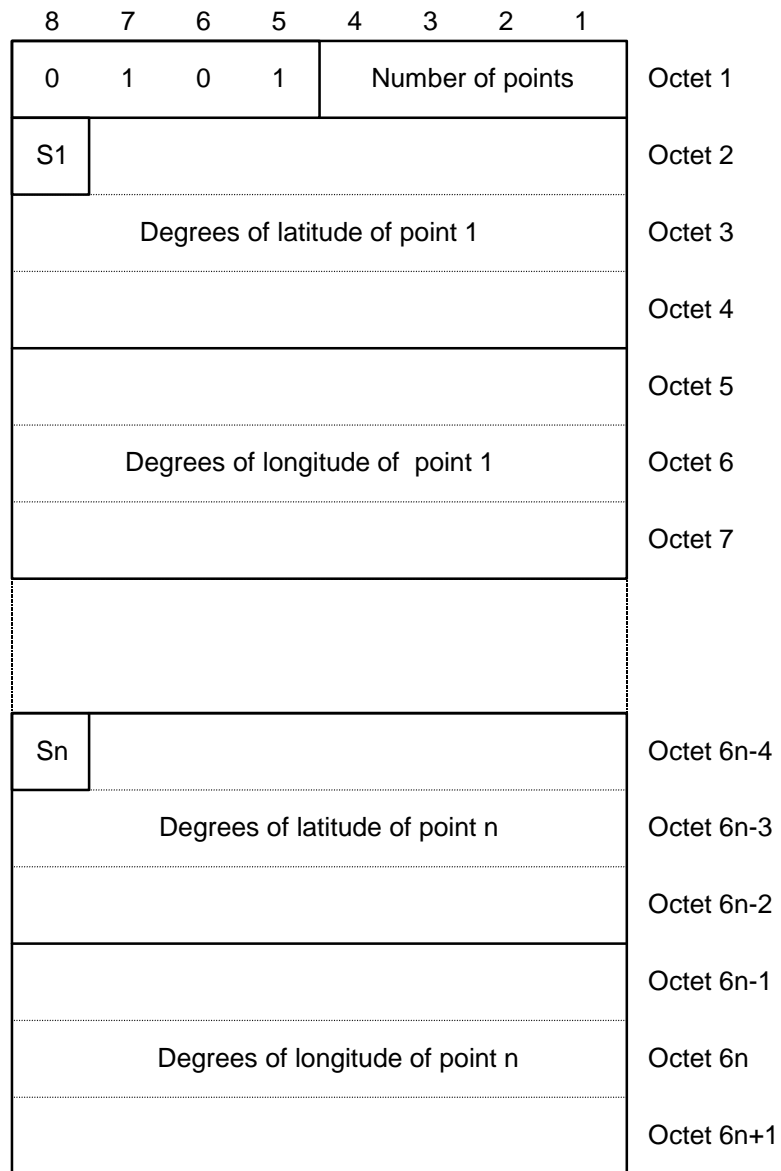 8 7 6 5 4 3 2 1
0 1 0 1 Number of points Octet 1
S1 Octet 2
Degrees of latitude of point 1 Octet 3
Octet 4
Octet 5
Degrees of longitude of point 1 Octet 6
Octet 7
Sn Octet 6n-4
Degrees of latitude of point n Octet 6n-3
Octet 6n-2
Octet 6n-1
Degrees of longitude of point n Octet 6n
Octet 6n+1